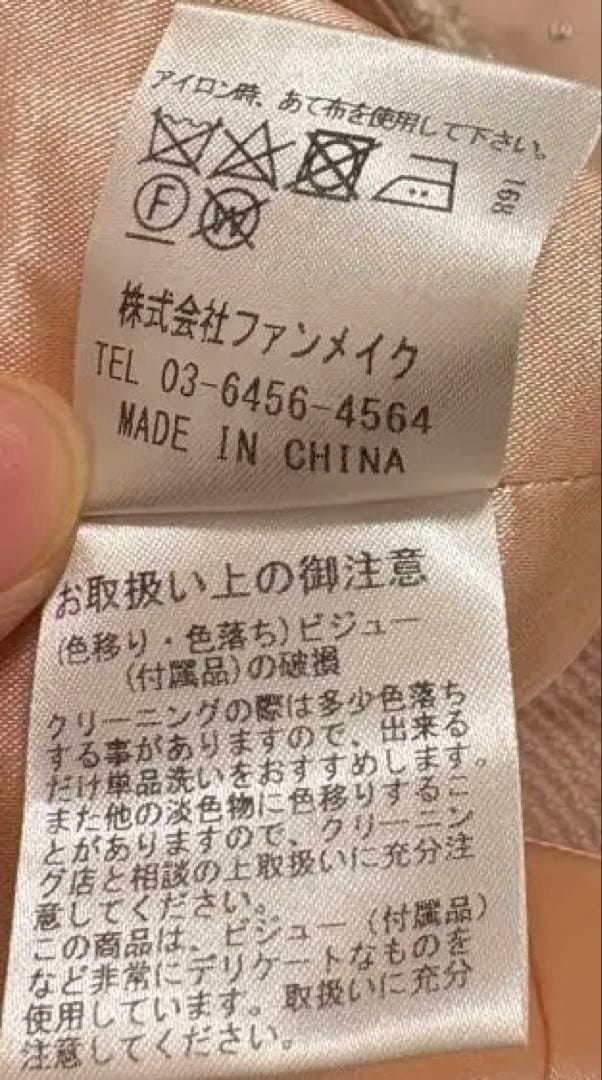 アイロン時、あて布を使用して下さい。
168
F
W
株式会社ファンメイク
TEL 03-6456-4564
MADE IN CHINA
お取扱い上の御注意
(色移り・色落ち)ビジュー
(付属品)の破損
クリーニングの際は多少色落ち
する事がありますので、出来る
だけ単品洗いをおすすめします。
また他の淡色物に色移りするこ
とがありますので、クリーニン
グ店と相談の上取扱いに充分注
意してください。
この商品は、ビジュー(付属品)
など非常にデリケートなものを
使用しています。取扱いに充分
注意してください。